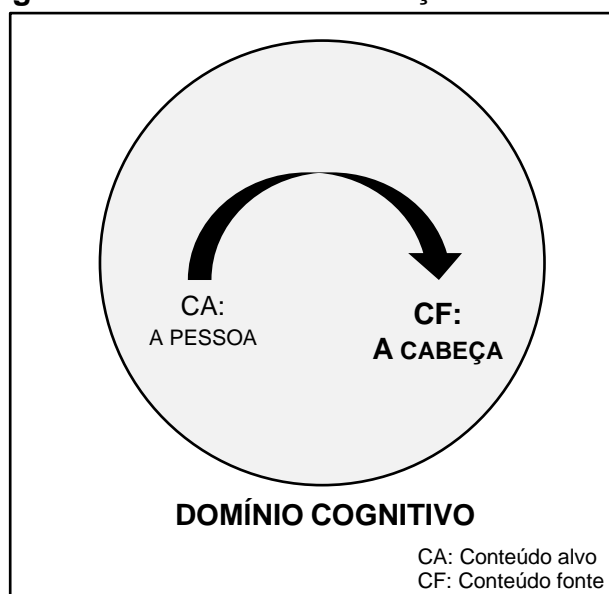 CA:
A PESSOA
CF:
A CABEÇA
DOMÍNIO COGNITIVO
CA: Conteúdo alvo
CF: Conteúdo fonte